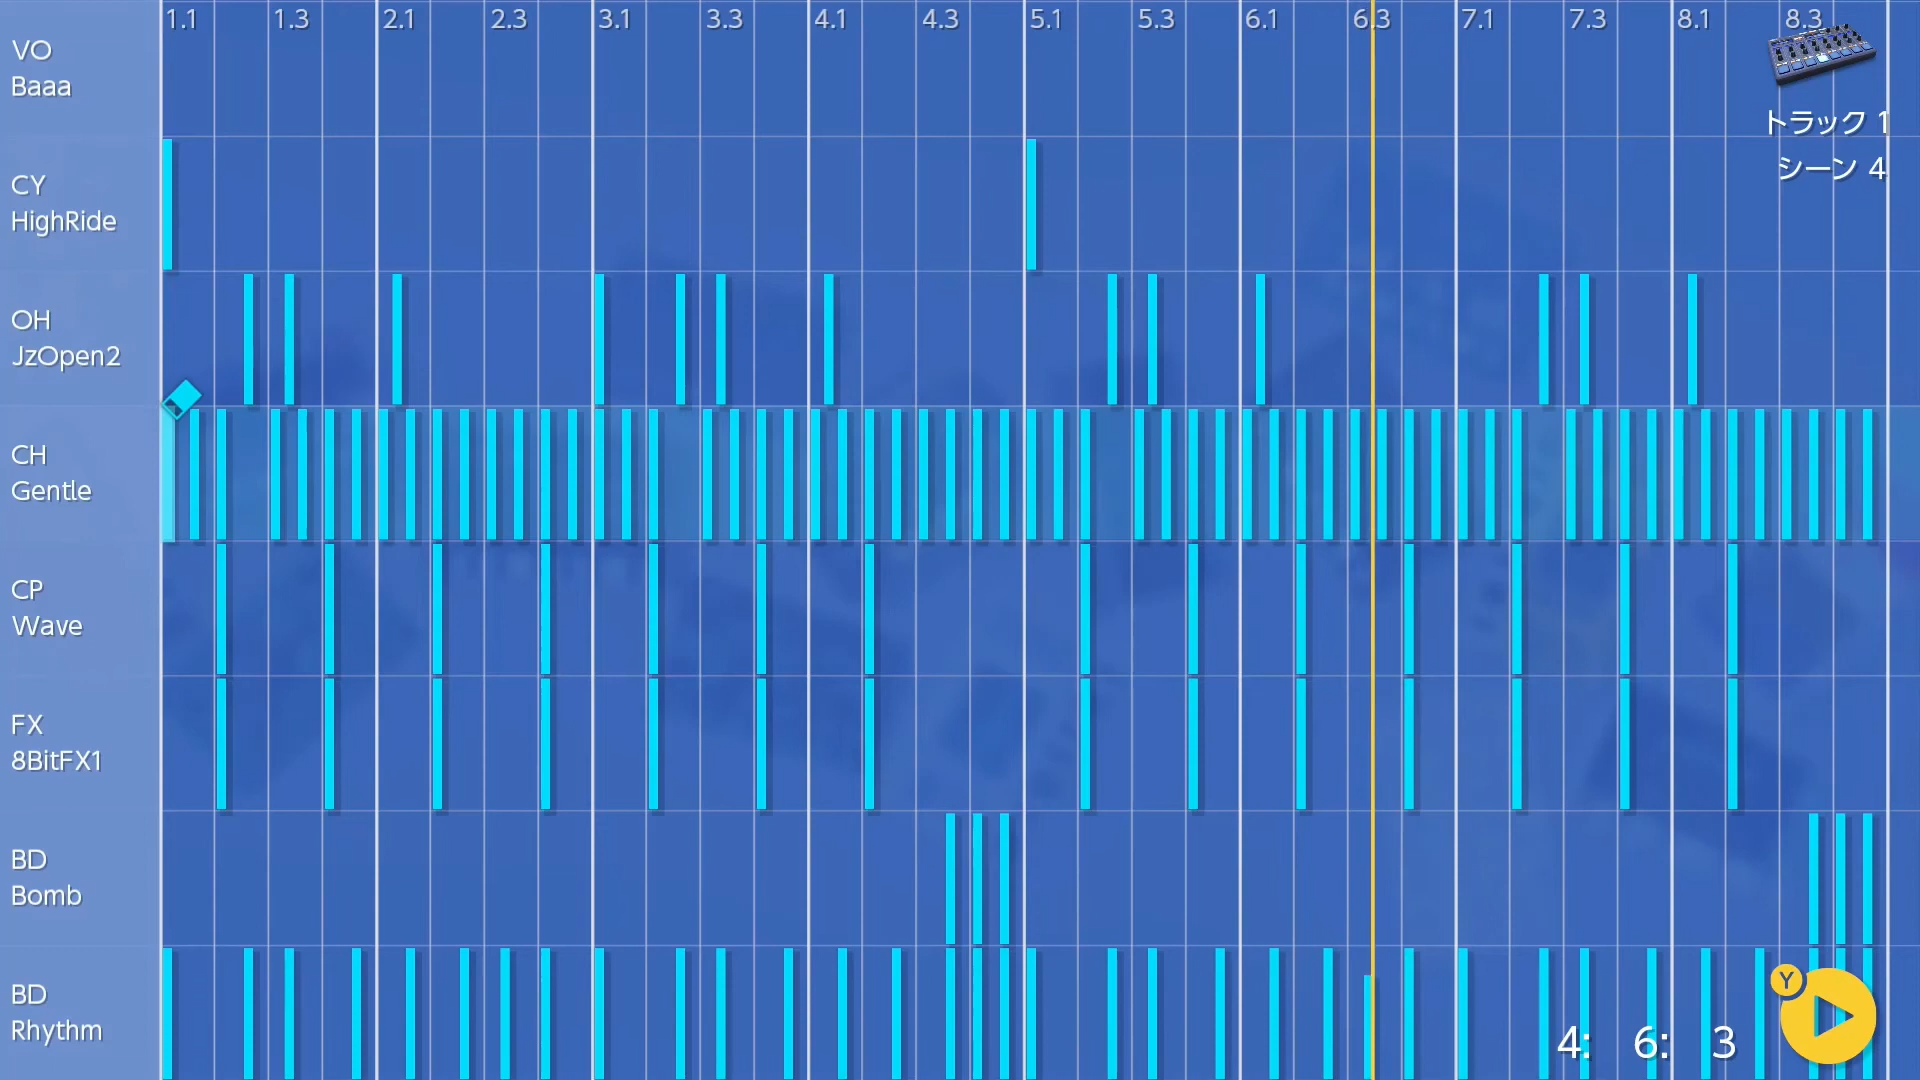 1.1 1.3 2.1 2.3 3.1 3.3 4.1 4.3 5.1 5.3 6.1 6.3 7.1 7.3 8.1 8.3
VO
Baaa
トラック 1
シーン 4
CY
HighRide
OH
JzOpen2
CH
Gentle
CP
Wave
FX
8BitFX1
BD
Bomb
BD
Rhythm
Y
4: 6: 3